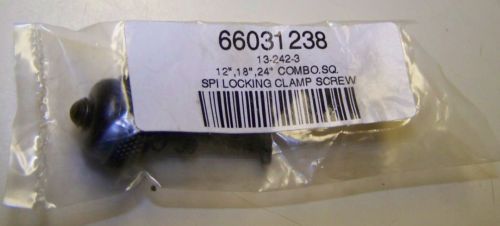 66031238
13-242-3
12",18",24" COMBO.SQ.
SPI LOCKING CLAMP SCREW